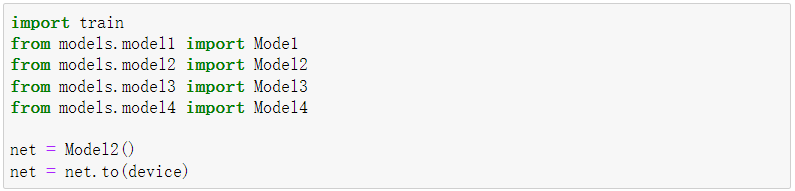 import train
from models.model1 import Model
from models.model2 import Model2
from models.model3 import Model3
from models.model4 import Model4
net = Model2()
net = net.to(device)